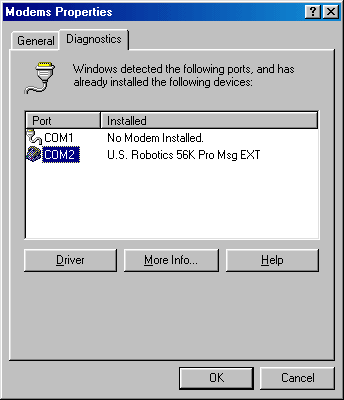 Modems Properties
General
Diagnostics
Windows detected the following ports, and has
already installed the following devices:
Port Installed
COM1 No Modem Installed.
COM2 U.S. Robotics 56K Pro Msg EXT
Driver More Info... Help
OK Cancel